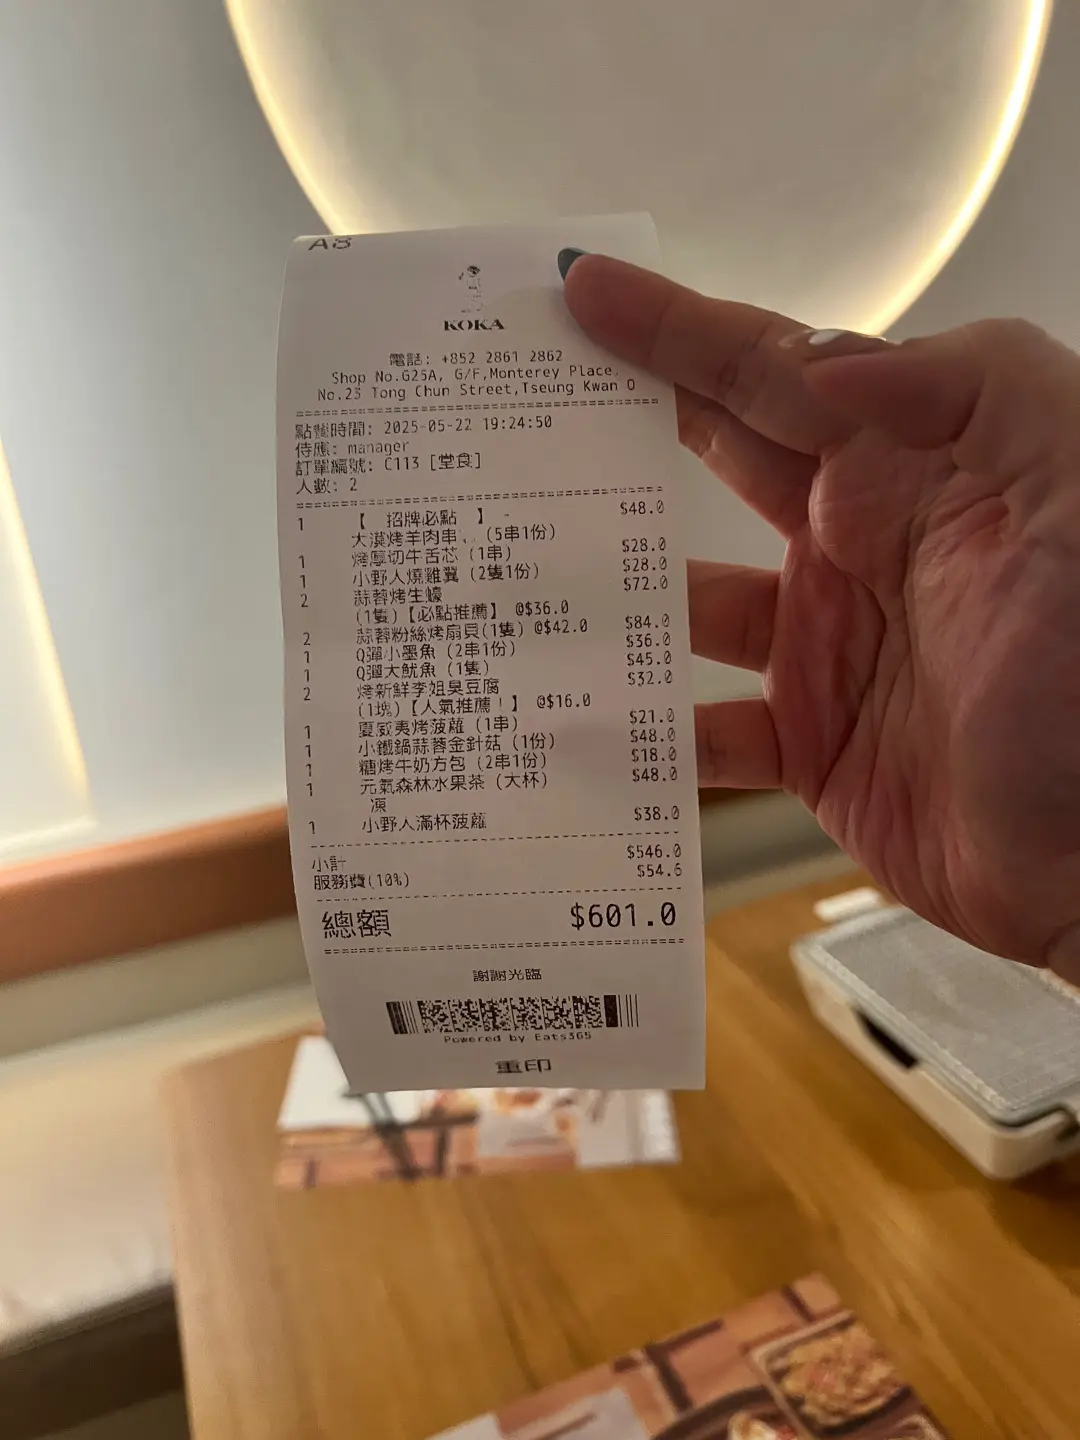 A8
KOKA
電話: +852 2861 2862
Shop No.G25A, G/F,Monterey Place,
No.23 Tong Chun Street,Tseung Kwan O
點餐時間: 2025-05-22 19:24:50
侍應: manager
訂單編號: C113 [堂食]
人數: 2
1 【 招牌必點 】 - $48.0
大漠烤羊肉串 (5串1份)
1 烤厚切牛舌芯 (1串) $28.0
1 小野人燒雞翼 (2隻1份) $28.0
2 蒜蓉烤生蠔 $72.0
(1隻)【必點推薦】 @$36.0
2 蒜蓉粉絲烤扇貝(1隻) @$42.0 $84.0
1 Q彈小墨魚 (2串1份) $36.0
1 Q彈大魷魚 (1隻) $45.0
2 烤新鮮李姐臭豆腐 $32.0
(1塊)【人氣推薦！】 @$16.0
1 夏威夷烤菠蘿 (1串) $21.0
1 小鐵鍋蒜蓉金針菇 (1份) $48.0
1 糖烤牛奶方包 (2串1份) $18.0
1 元氣森林水果茶 (大杯) $48.0
凍
1 小野人滿杯菠蘿 $38.0
小計 $546.0
服務費(10%) $54.6
總額 $601.0
謝謝光臨
Powered by Eats365
重印